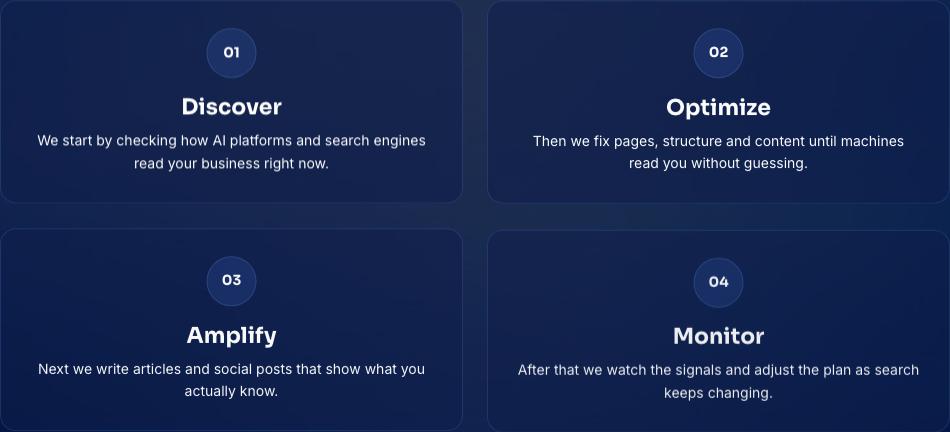 01
Discover
We start by checking how AI platforms and search engines
read your business right now.
02
Optimize
Then we fix pages, structure and content until machines
read you without guessing.
03
Amplify
Next we write articles and social posts that show what you
actually know.
04
Monitor
After that we watch the signals and adjust the plan as search
keeps changing.